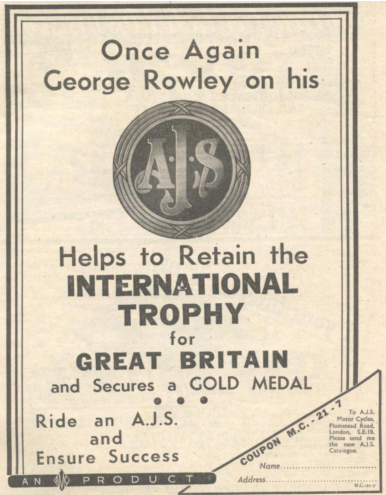 Once Again
George Rowley on his
A·J·S
Helps to Retain the
INTERNATIONAL
TROPHY
for
GREAT BRITAIN
and Secures a GOLD MEDAL
Ride an A.J.S.
and
Ensure Success
AN AJS PRODUCT
COUPON M.C. - 21 - 7
To A.J.S.
Motor Cycles,
Plumstead Road,
London, S.E.18.
Please send me
the new A.J.S.
Catalogue.
Name
Address